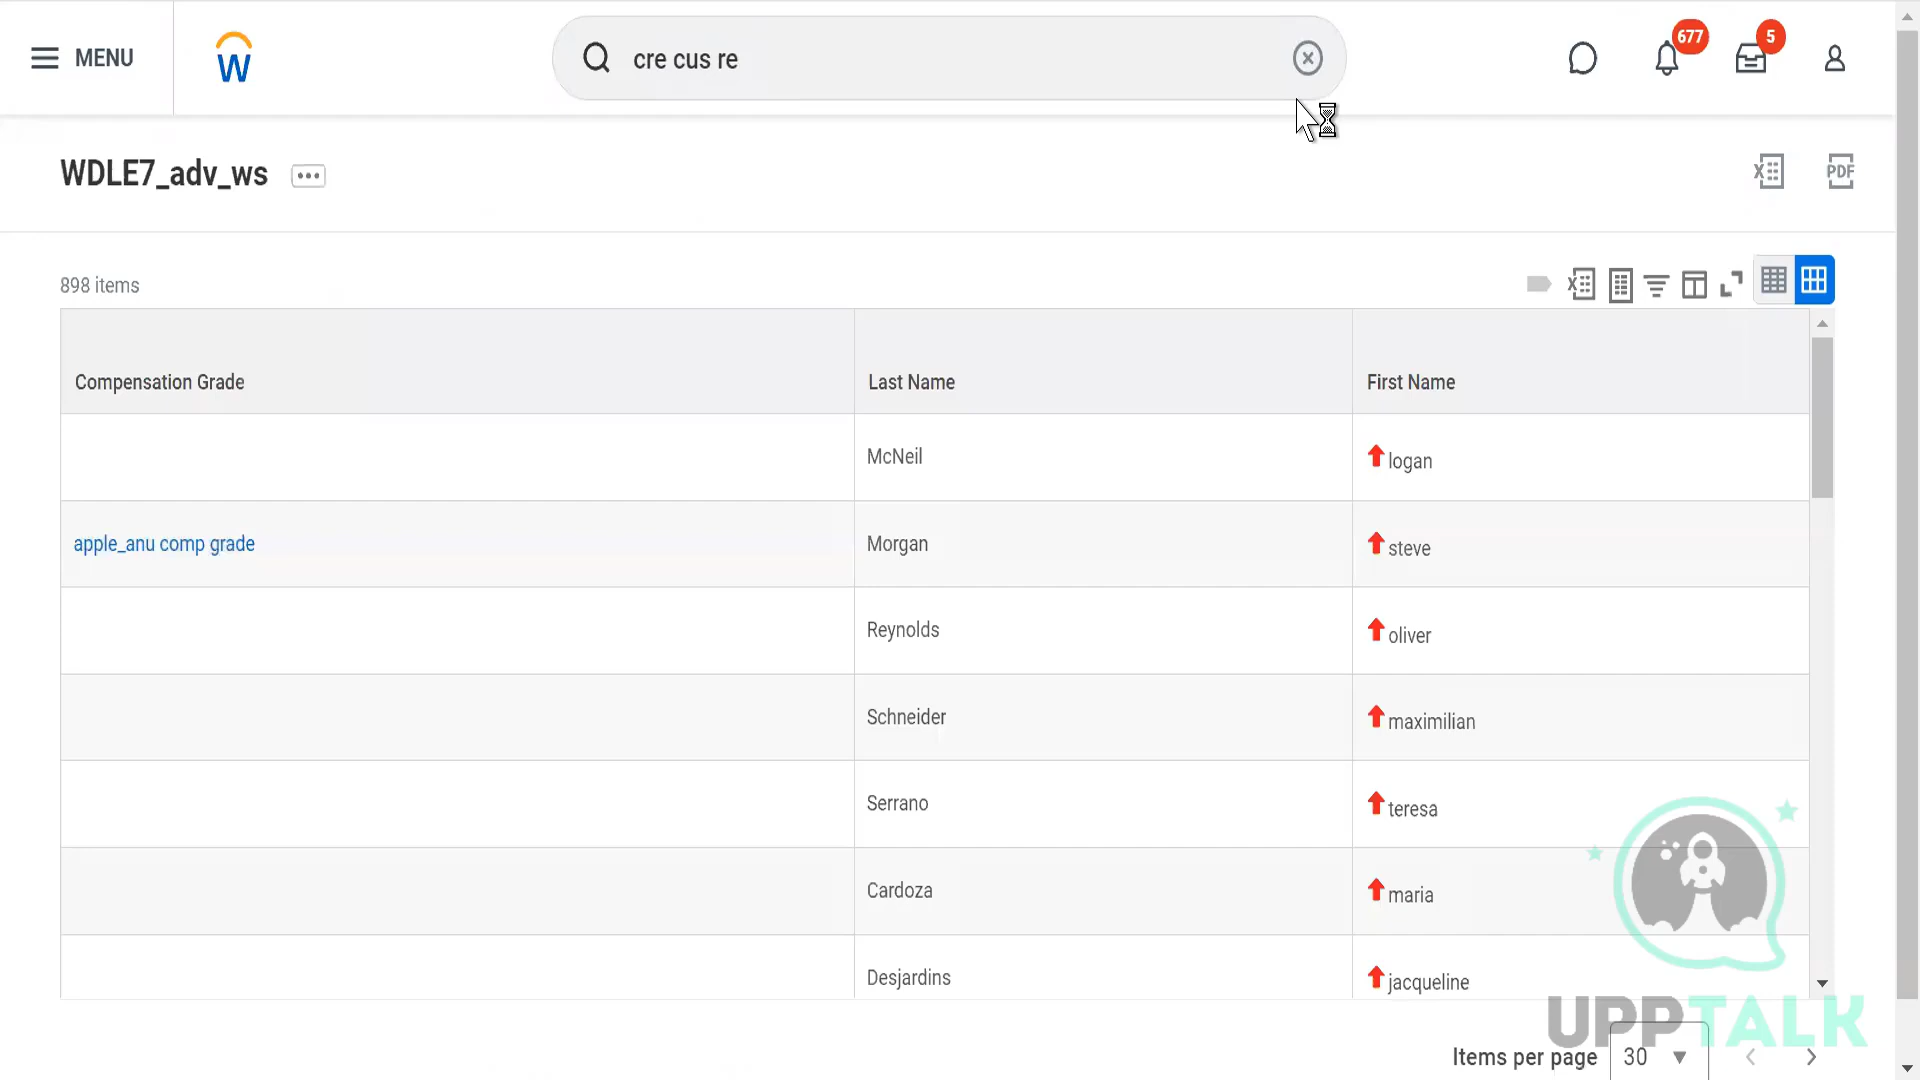 MENU
W
cre cus re
677
5
WDLE7_adv_ws
X
PDF
898 items
X
Compensation Grade Last Name First Name
McNeil logan
apple_anu comp grade Morgan steve
Reynolds oliver
Schneider maximilian
Serrano teresa
Cardoza maria
Desjardins jacqueline
UPPTALK
Items per page 30